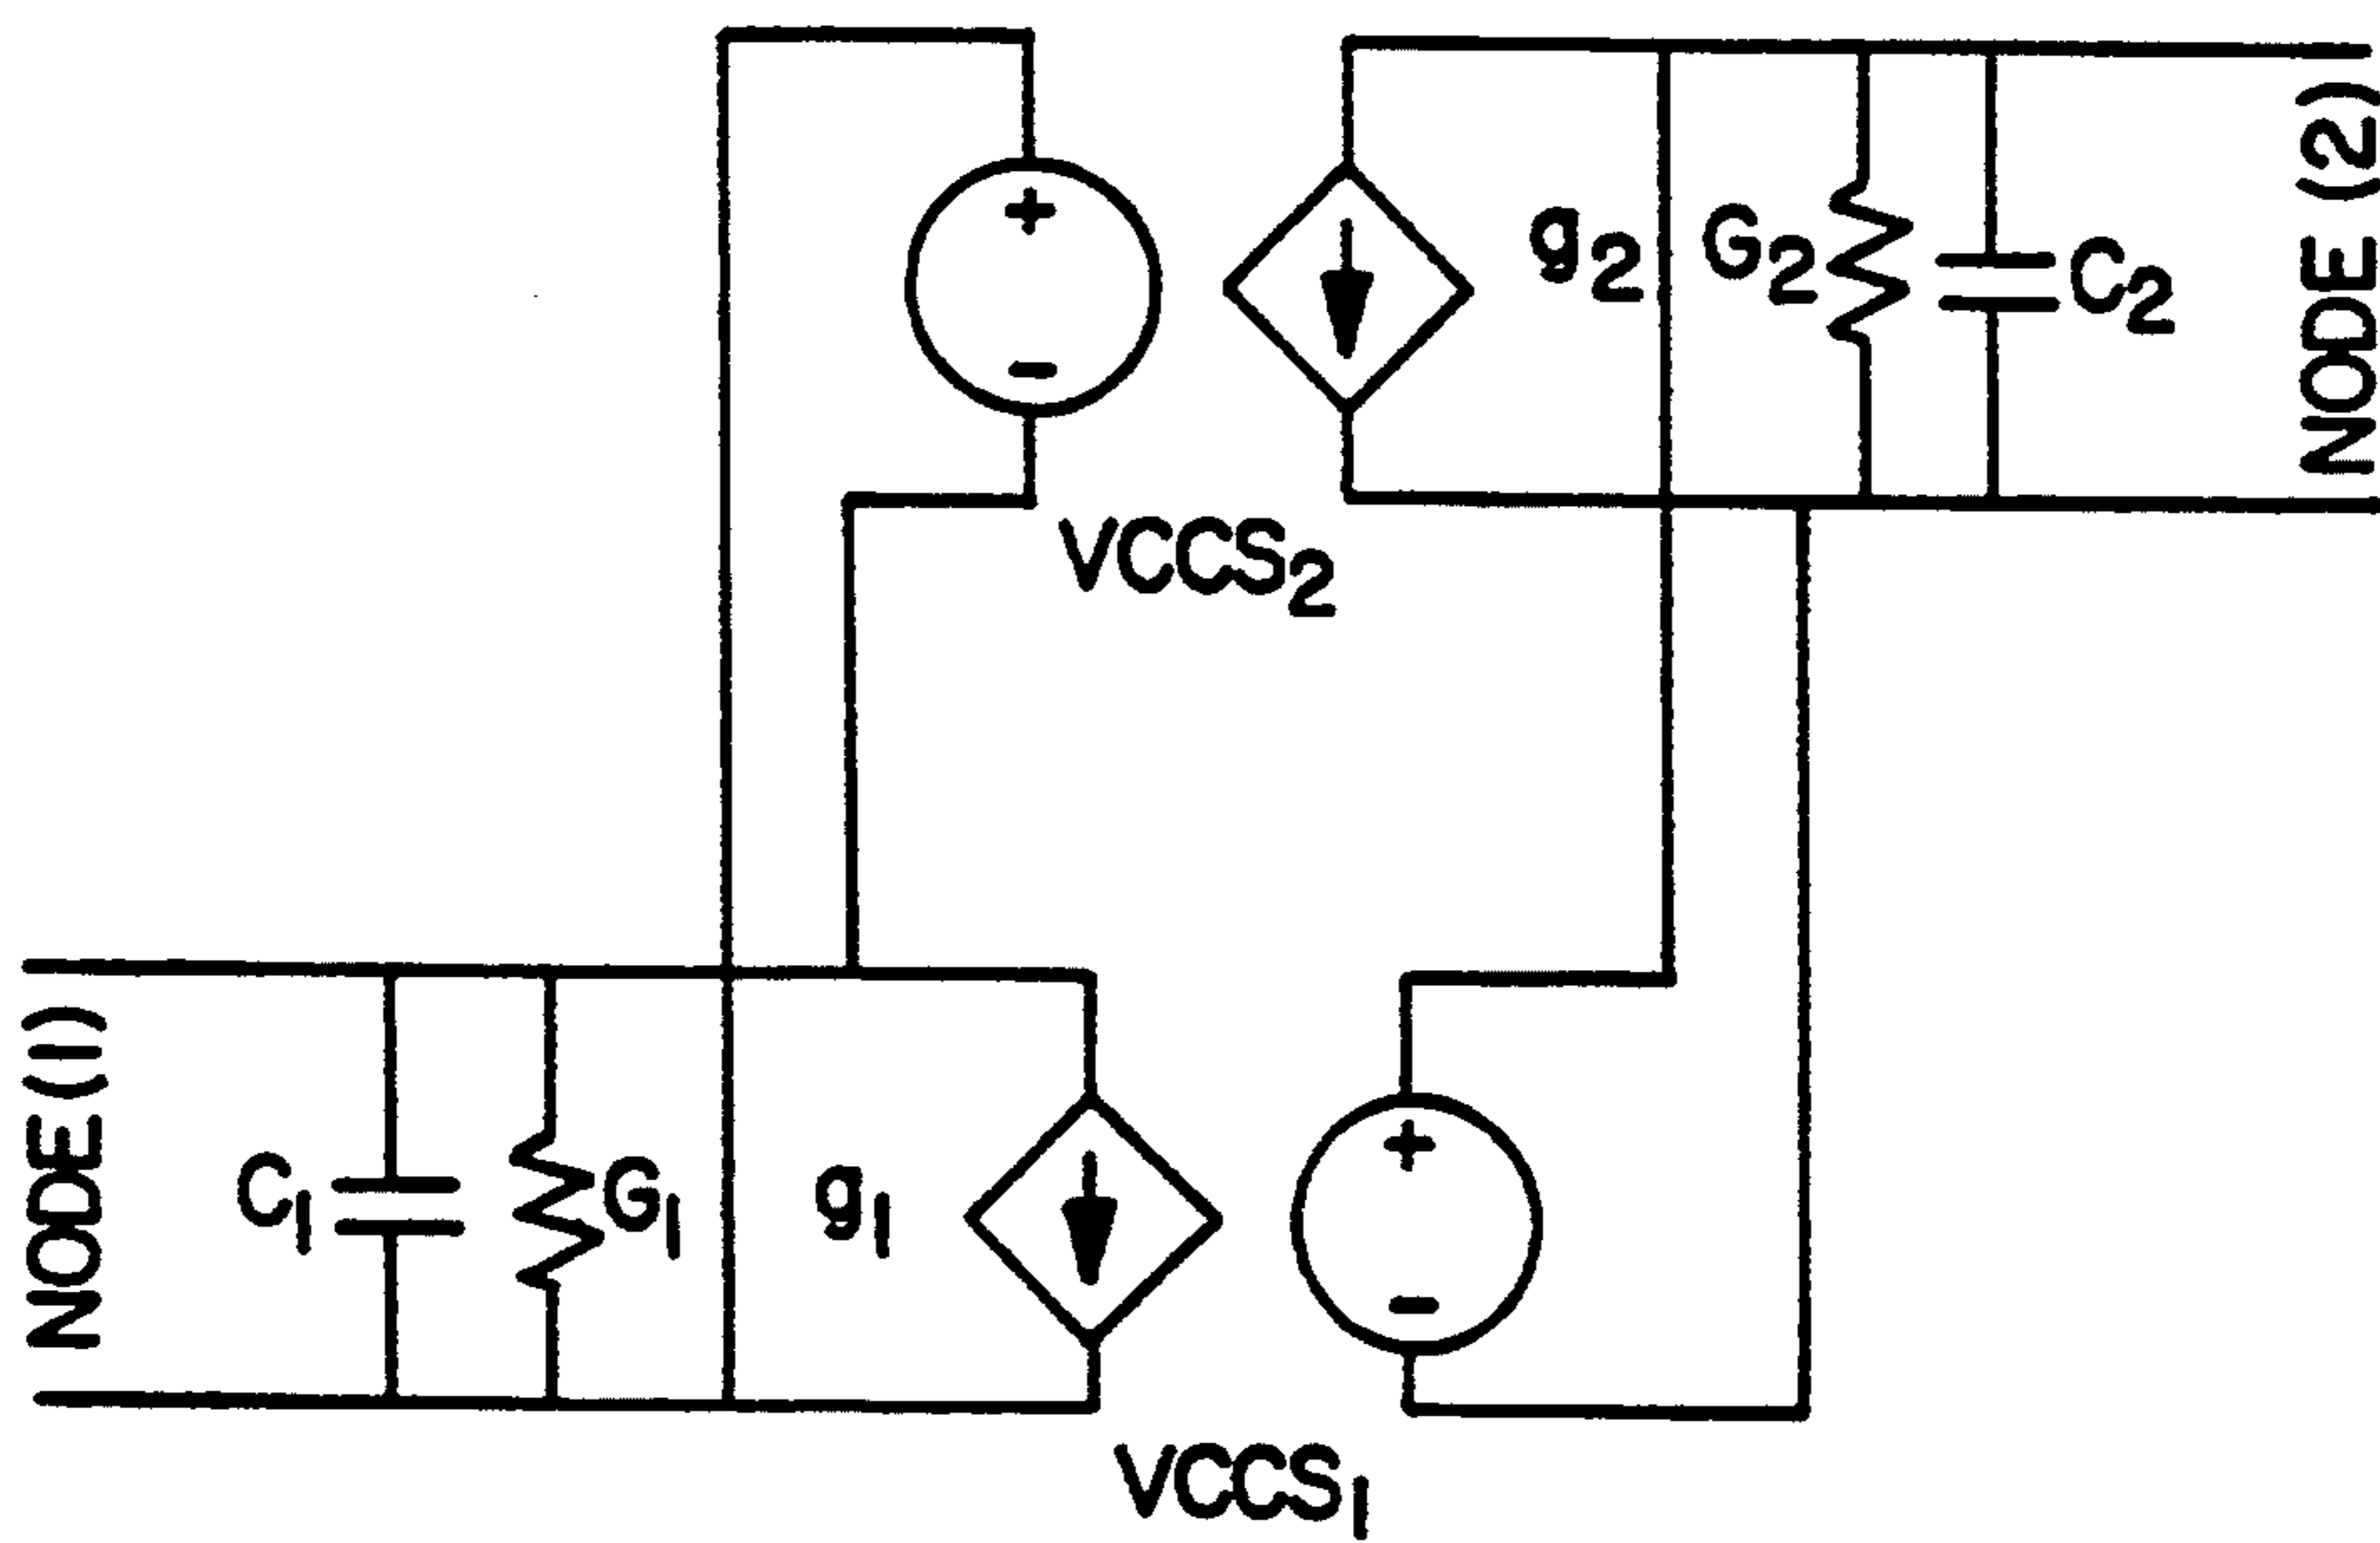 +
-
g2
G2
C2
NODE (2)
VCCS2
NODE (1)
C1
G1
g1
+
-
VCCS1